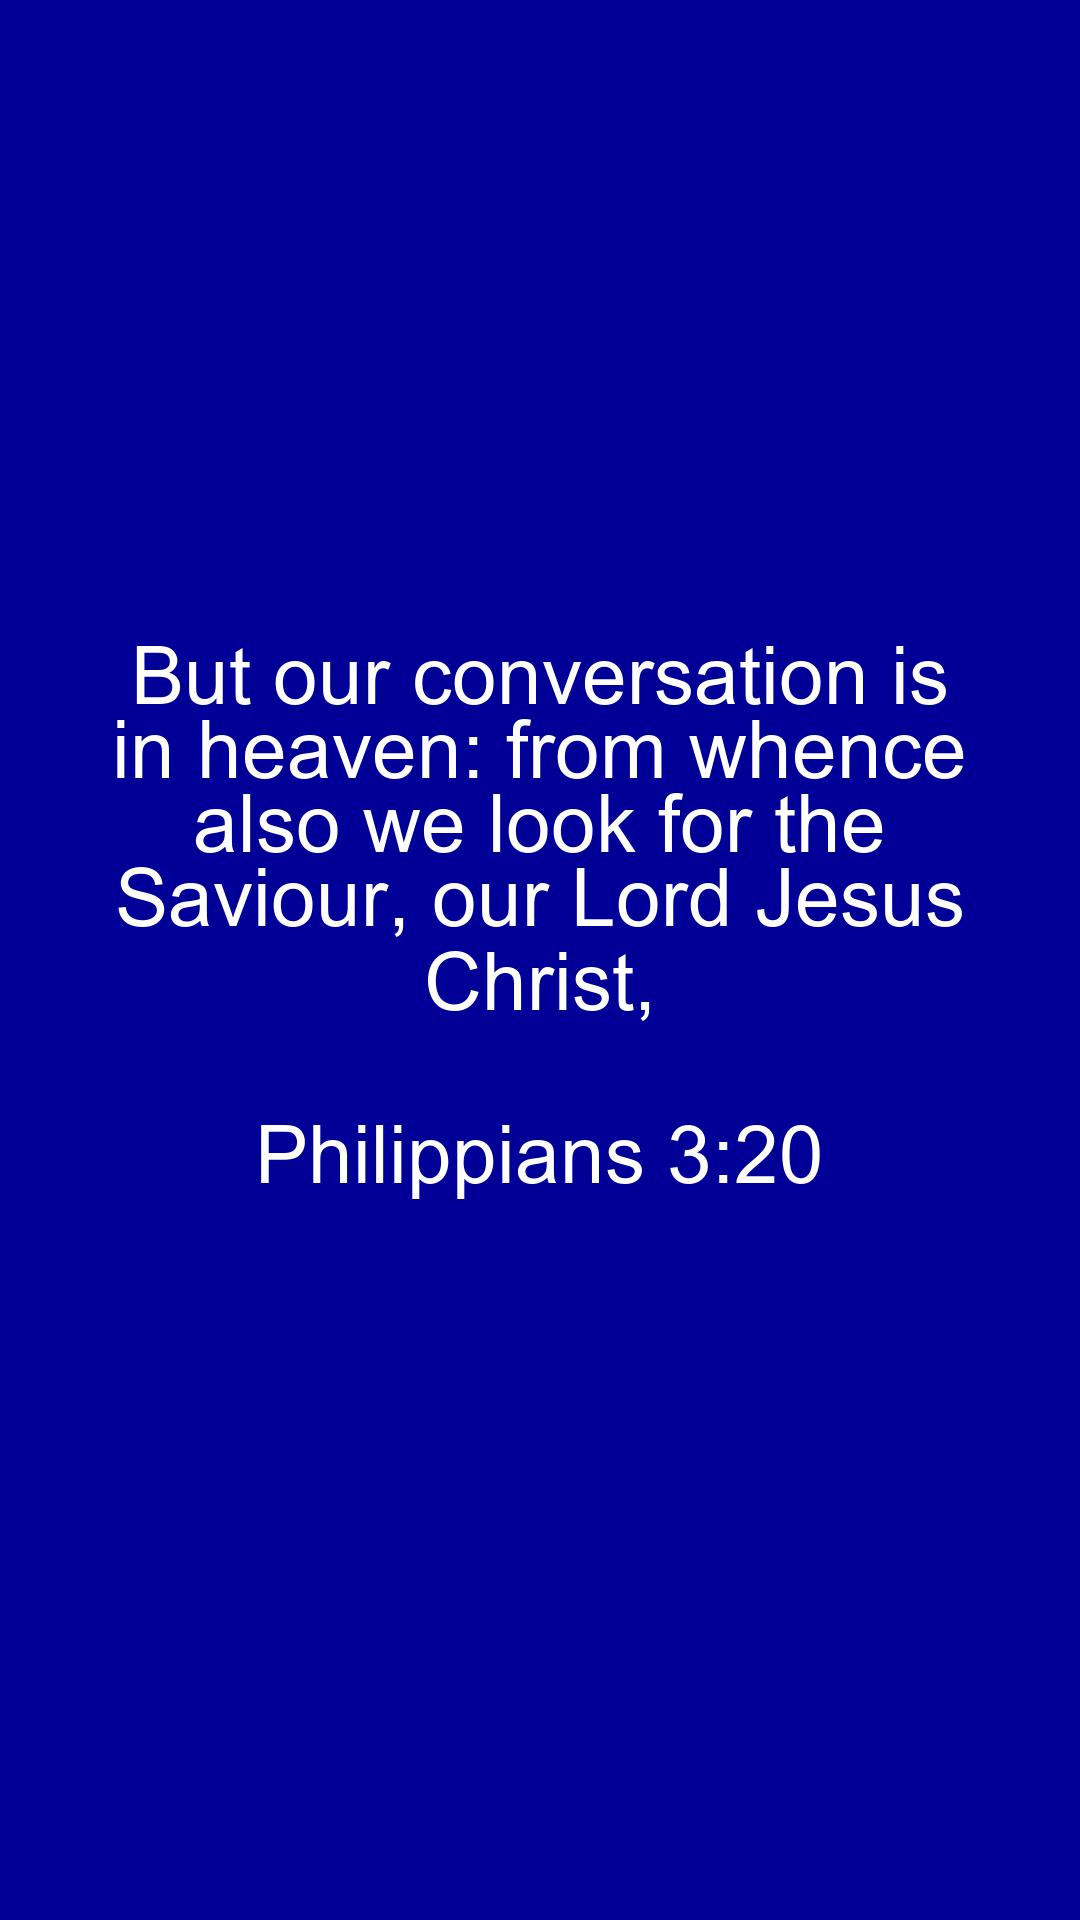 But our conversation is
in heaven: from whence
also we look for the
Saviour, our Lord Jesus
Christ,
Philippians 3:20